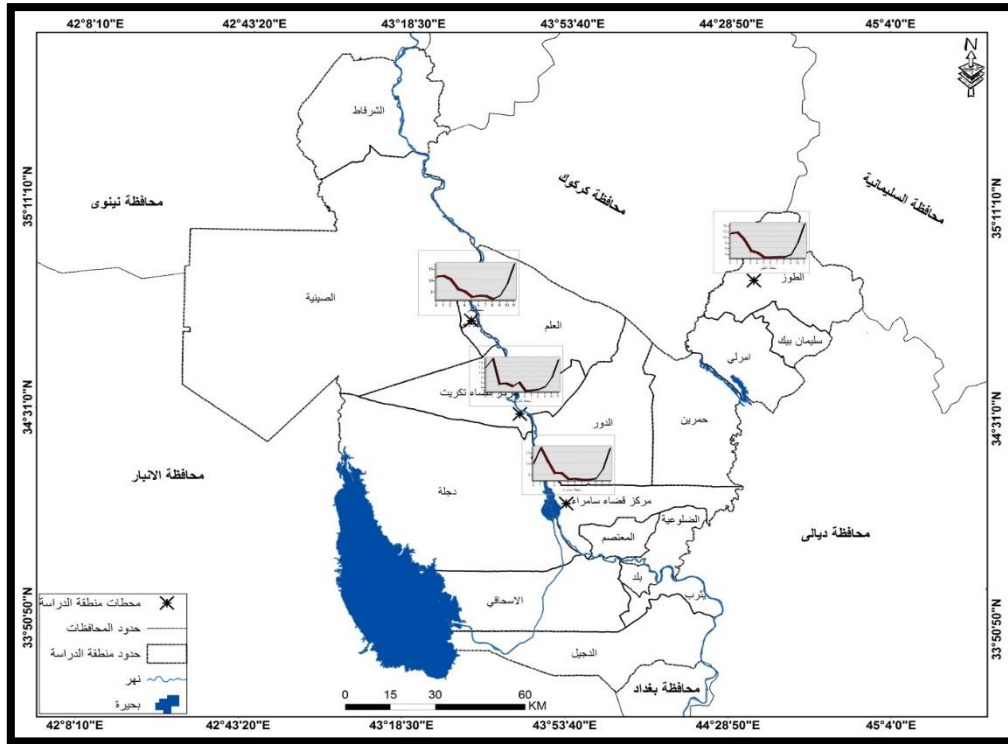 42°8'10"E 42°43'20"E 43°18'30"E 43°53'40"E 44°28'50"E 45°4'0"E
N
الشرقاط
35°11'10"N
35°11'10"N
محافظة نينوى
محافظة كركوك
محافظة السليمانية
الطوز
الصينية
العلم
سليمان بيك
امرلي
مركز قضاء تكريت
34°31'0"N
34°31'0"N
الدور
حمرين
محافظة الانبار
دجلة
مركز قضاء سامراء
الضلوعية
المعتصم
محافظة ديالى
بلد
يثرب
الاسحاقي
33°50'50"N
33°50'50"N
الدجيل
محافظة بغداد
محطات منطقة الدراسة
حدود المحافظات
حدود منطقة الدراسة
نهر
بحيرة
0 15 30 60
KM
42°8'10"E 42°43'20"E 43°18'30"E 43°53'40"E 44°28'50"E 45°4'0"E